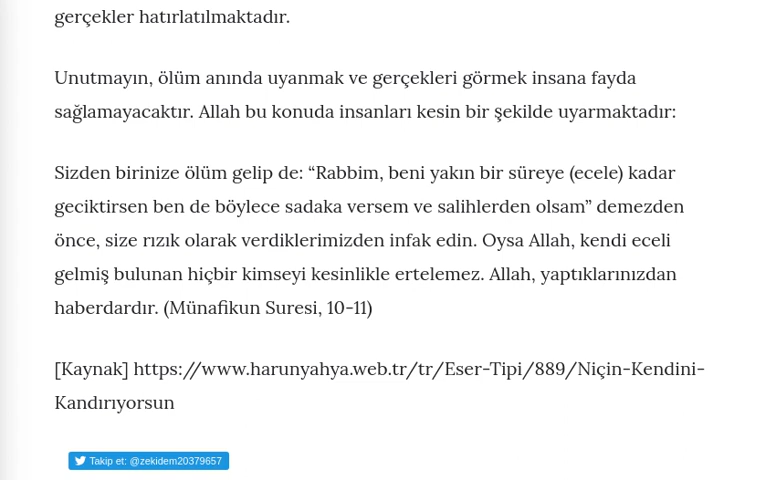 gerçekler hatırlatılmaktadır.
Unutmayın, ölüm anında uyanmak ve gerçekleri görmek insana fayda
sağlamayacaktır. Allah bu konuda insanları kesin bir şekilde uyarmaktadır:
Sizden birinize ölüm gelip de: “Rabbim, beni yakın bir süreye (ecele) kadar
geciktirsen ben de böylece sadaka versem ve salihlerden olsam” demezden
önce, size rızık olarak verdiklerimizden infak edin. Oysa Allah, kendi eceli
gelmiş bulunan hiçbir kimseyi kesinlikle ertelemez. Allah, yaptıklarınızdan
haberdardır. (Münafikun Suresi, 10-11)
[Kaynak] https://www.harunyahya.web.tr/tr/Eser-Tipi/889/Niçin-Kendini-
Kandırıyorsun
Takip et: @zekidem20379657